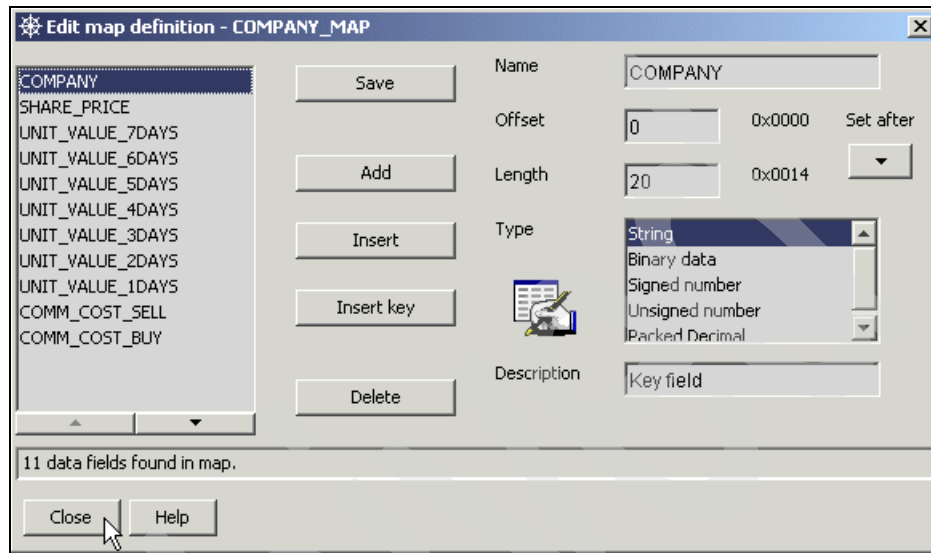 Edit map definition - COMPANY_MAP
COMPANY
SHARE_PRICE
UNIT_VALUE_7DAYS
UNIT_VALUE_6DAYS
UNIT_VALUE_5DAYS
UNIT_VALUE_4DAYS
UNIT_VALUE_3DAYS
UNIT_VALUE_2DAYS
UNIT_VALUE_1DAYS
COMM_COST_SELL
COMM_COST_BUY
Save
Add
Insert
Insert key
Delete
Name COMPANY
Offset 0 0x0000 Set after
Length 20 0x0014
Type String
Binary data
Signed number
Unsigned number
Packed Decimal
Description Key field
11 data fields found in map.
Close Help